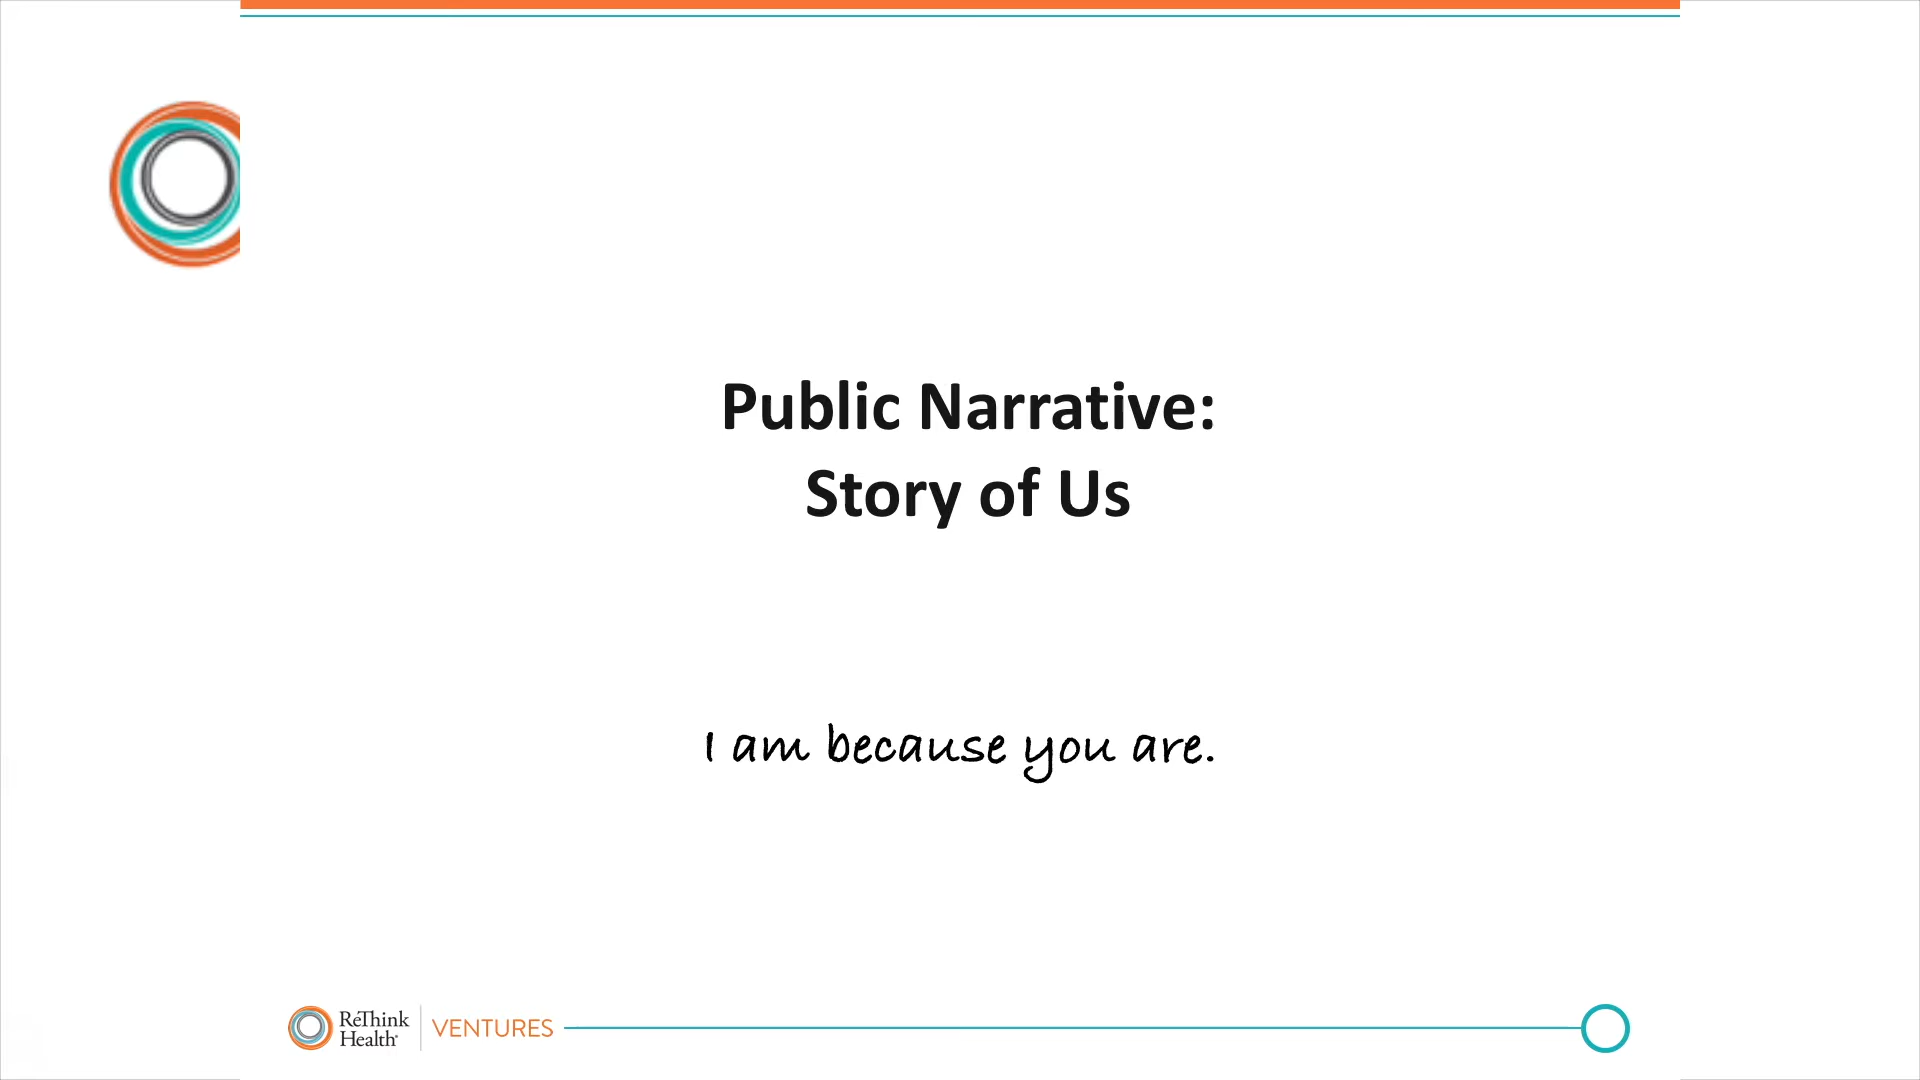 Public Narrative:
Story of Us
I am because you are.
ReThink
Health®
VENTURES